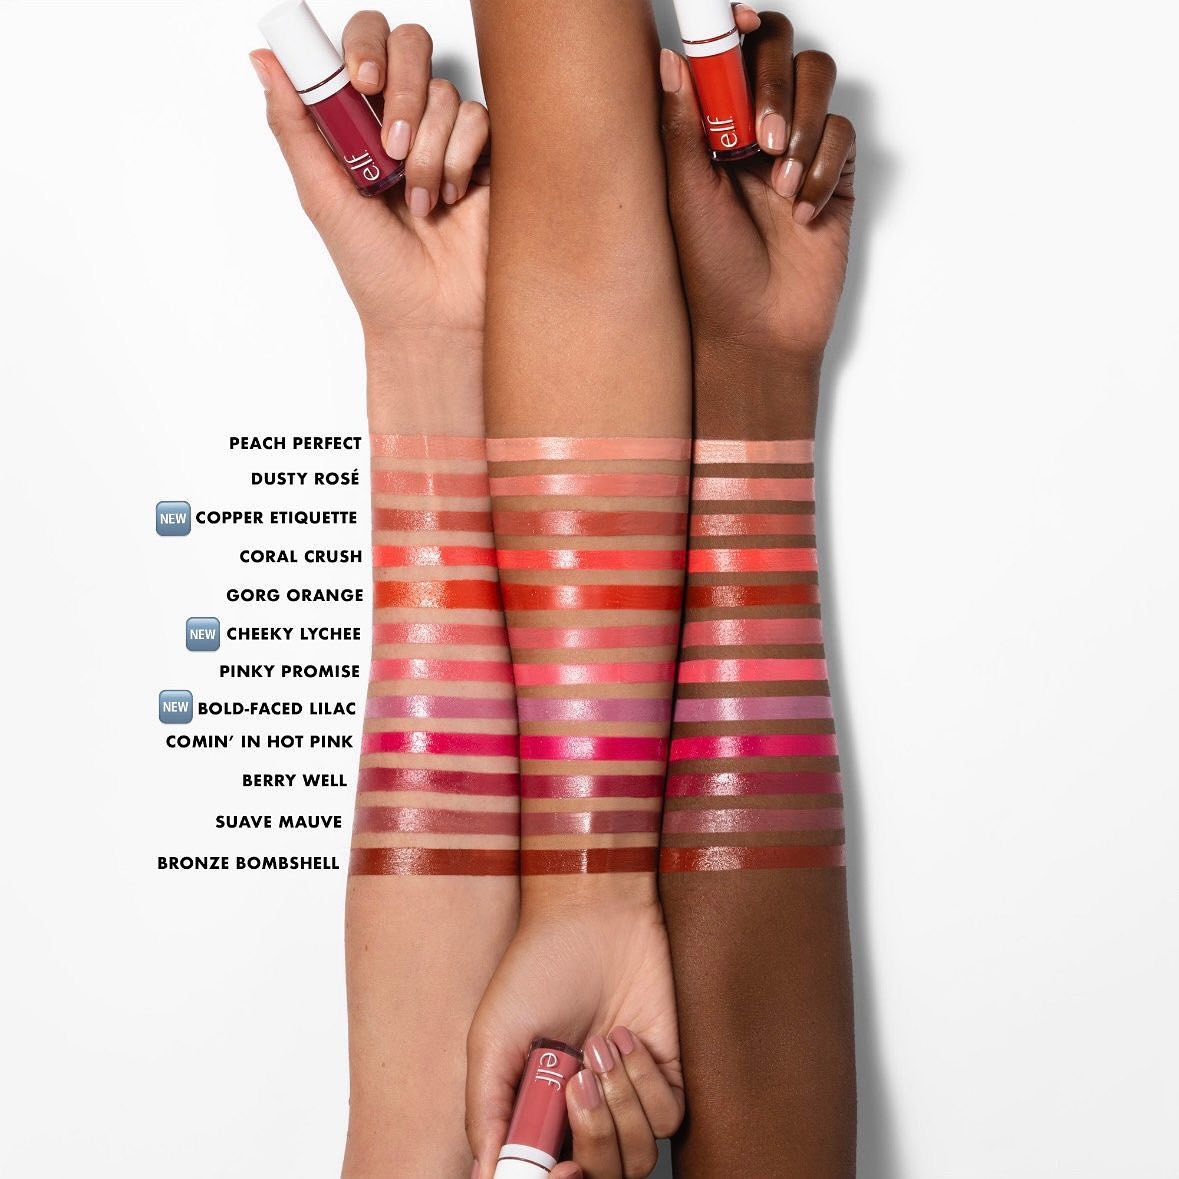 e.l.f.
e.l.f.
PEACH PERFECT
DUSTY ROSÉ
NEW COPPER ETIQUETTE
CORAL CRUSH
GORG ORANGE
NEW CHEEKY LYCHEE
PINKY PROMISE
NEW BOLD-FACED LILAC
COMIN’ IN HOT PINK
BERRY WELL
SUAVE MAUVE
BRONZE BOMBSHELL
e.l.f.